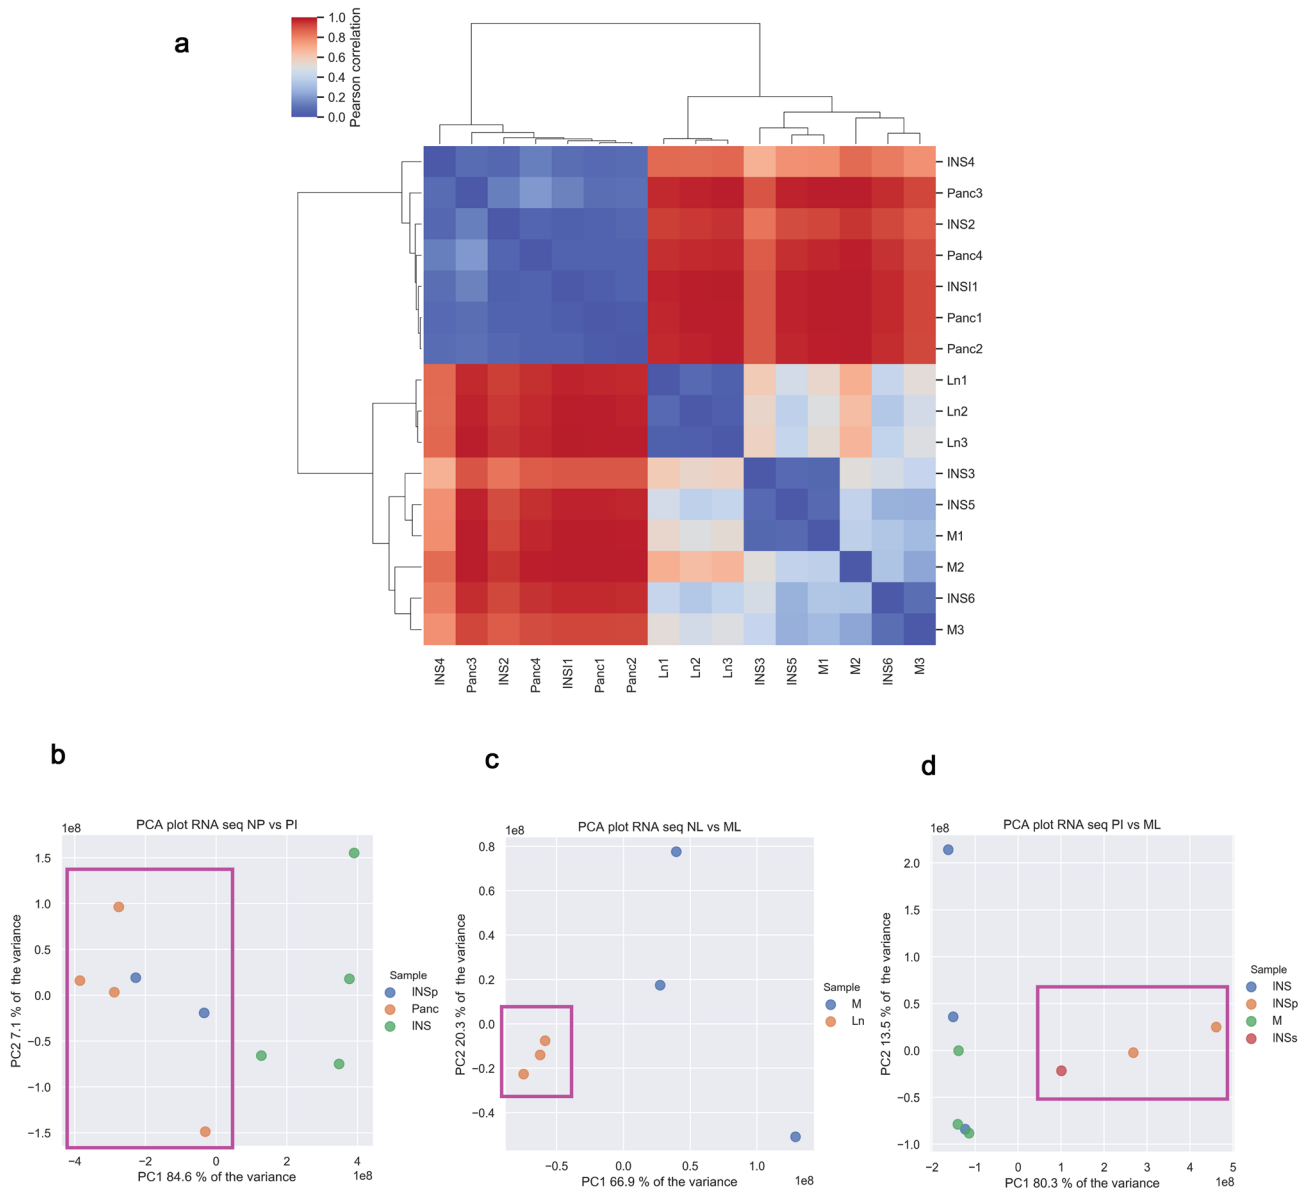 a
1.0
0.8
0.6
0.4
0.2
0.0
Pearson correlation
INS4
Panc3
INS2
Panc4
INSI1
Panc1
Panc2
Ln1
Ln2
Ln3
INS3
INS5
M1
M2
INS6
M3
INS4
Panc3
INS2
Panc4
INSI1
Panc1
Panc2
Ln1
Ln2
Ln3
INS3
INS5
M1
M2
INS6
M3
b
PCA plot RNA seq NP vs PI
1e8
1.5
1.0
0.5
0.0
−0.5
−1.0
−1.5
PC2 7.1 % of the variance
−4
−2
0
2
4
1e8
PC1 84.6 % of the variance
Sample
INSp
Panc
INS
c
PCA plot RNA seq NL vs ML
1e8
0.8
0.6
0.4
0.2
0.0
−0.2
−0.4
PC2 20.3 % of the variance
−0.5
0.0
0.5
1.0
1e8
PC1 66.9 % of the variance
Sample
M
Ln
d
PCA plot RNA seq PI vs ML
1e8
2.0
1.5
1.0
0.5
0.0
−0.5
−1.0
PC2 13.5 % of the variance
−2
−1
0
1
2
3
4
5
1e8
PC1 80.3 % of the variance
Sample
INS
INSp
M
INSs